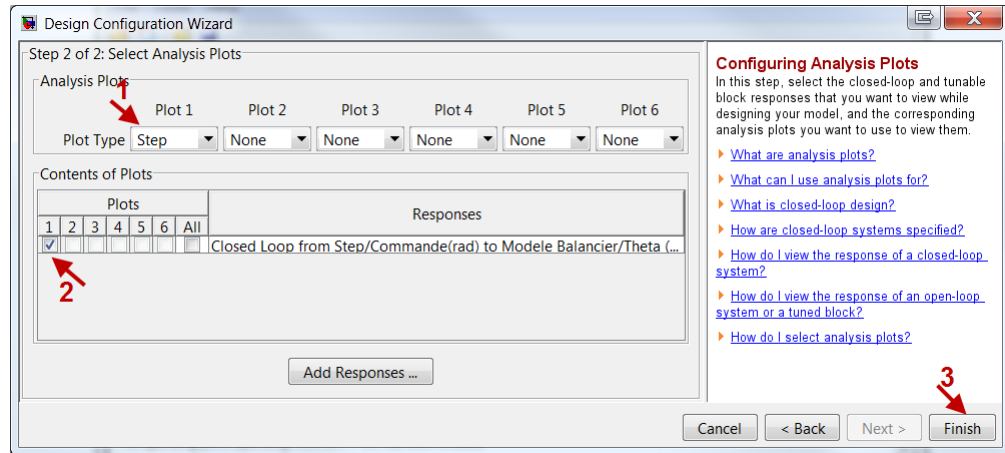 Design Configuration Wizard
Step 2 of 2: Select Analysis Plots
Analysis Plots
1
Plot 1 Plot 2 Plot 3 Plot 4 Plot 5 Plot 6
Plot Type Step None None None None None
Contents of Plots
Plots
Responses
1 2 3 4 5 6 All
Closed Loop from Step/Commande(rad) to Modele Balancier/Theta (...
2
Add Responses ...
Configuring Analysis Plots
In this step, select the closed-loop and tunable
block responses that you want to view while
designing your model, and the corresponding
analysis plots you want to use to view them.
What are analysis plots?
What can I use analysis plots for?
What is closed-loop design?
How are closed-loop systems specified?
How do I view the response of a closed-loop
system?
How do I view the response of an open-loop
system or a tuned block?
How do I select analysis plots?
3
Cancel < Back Next > Finish